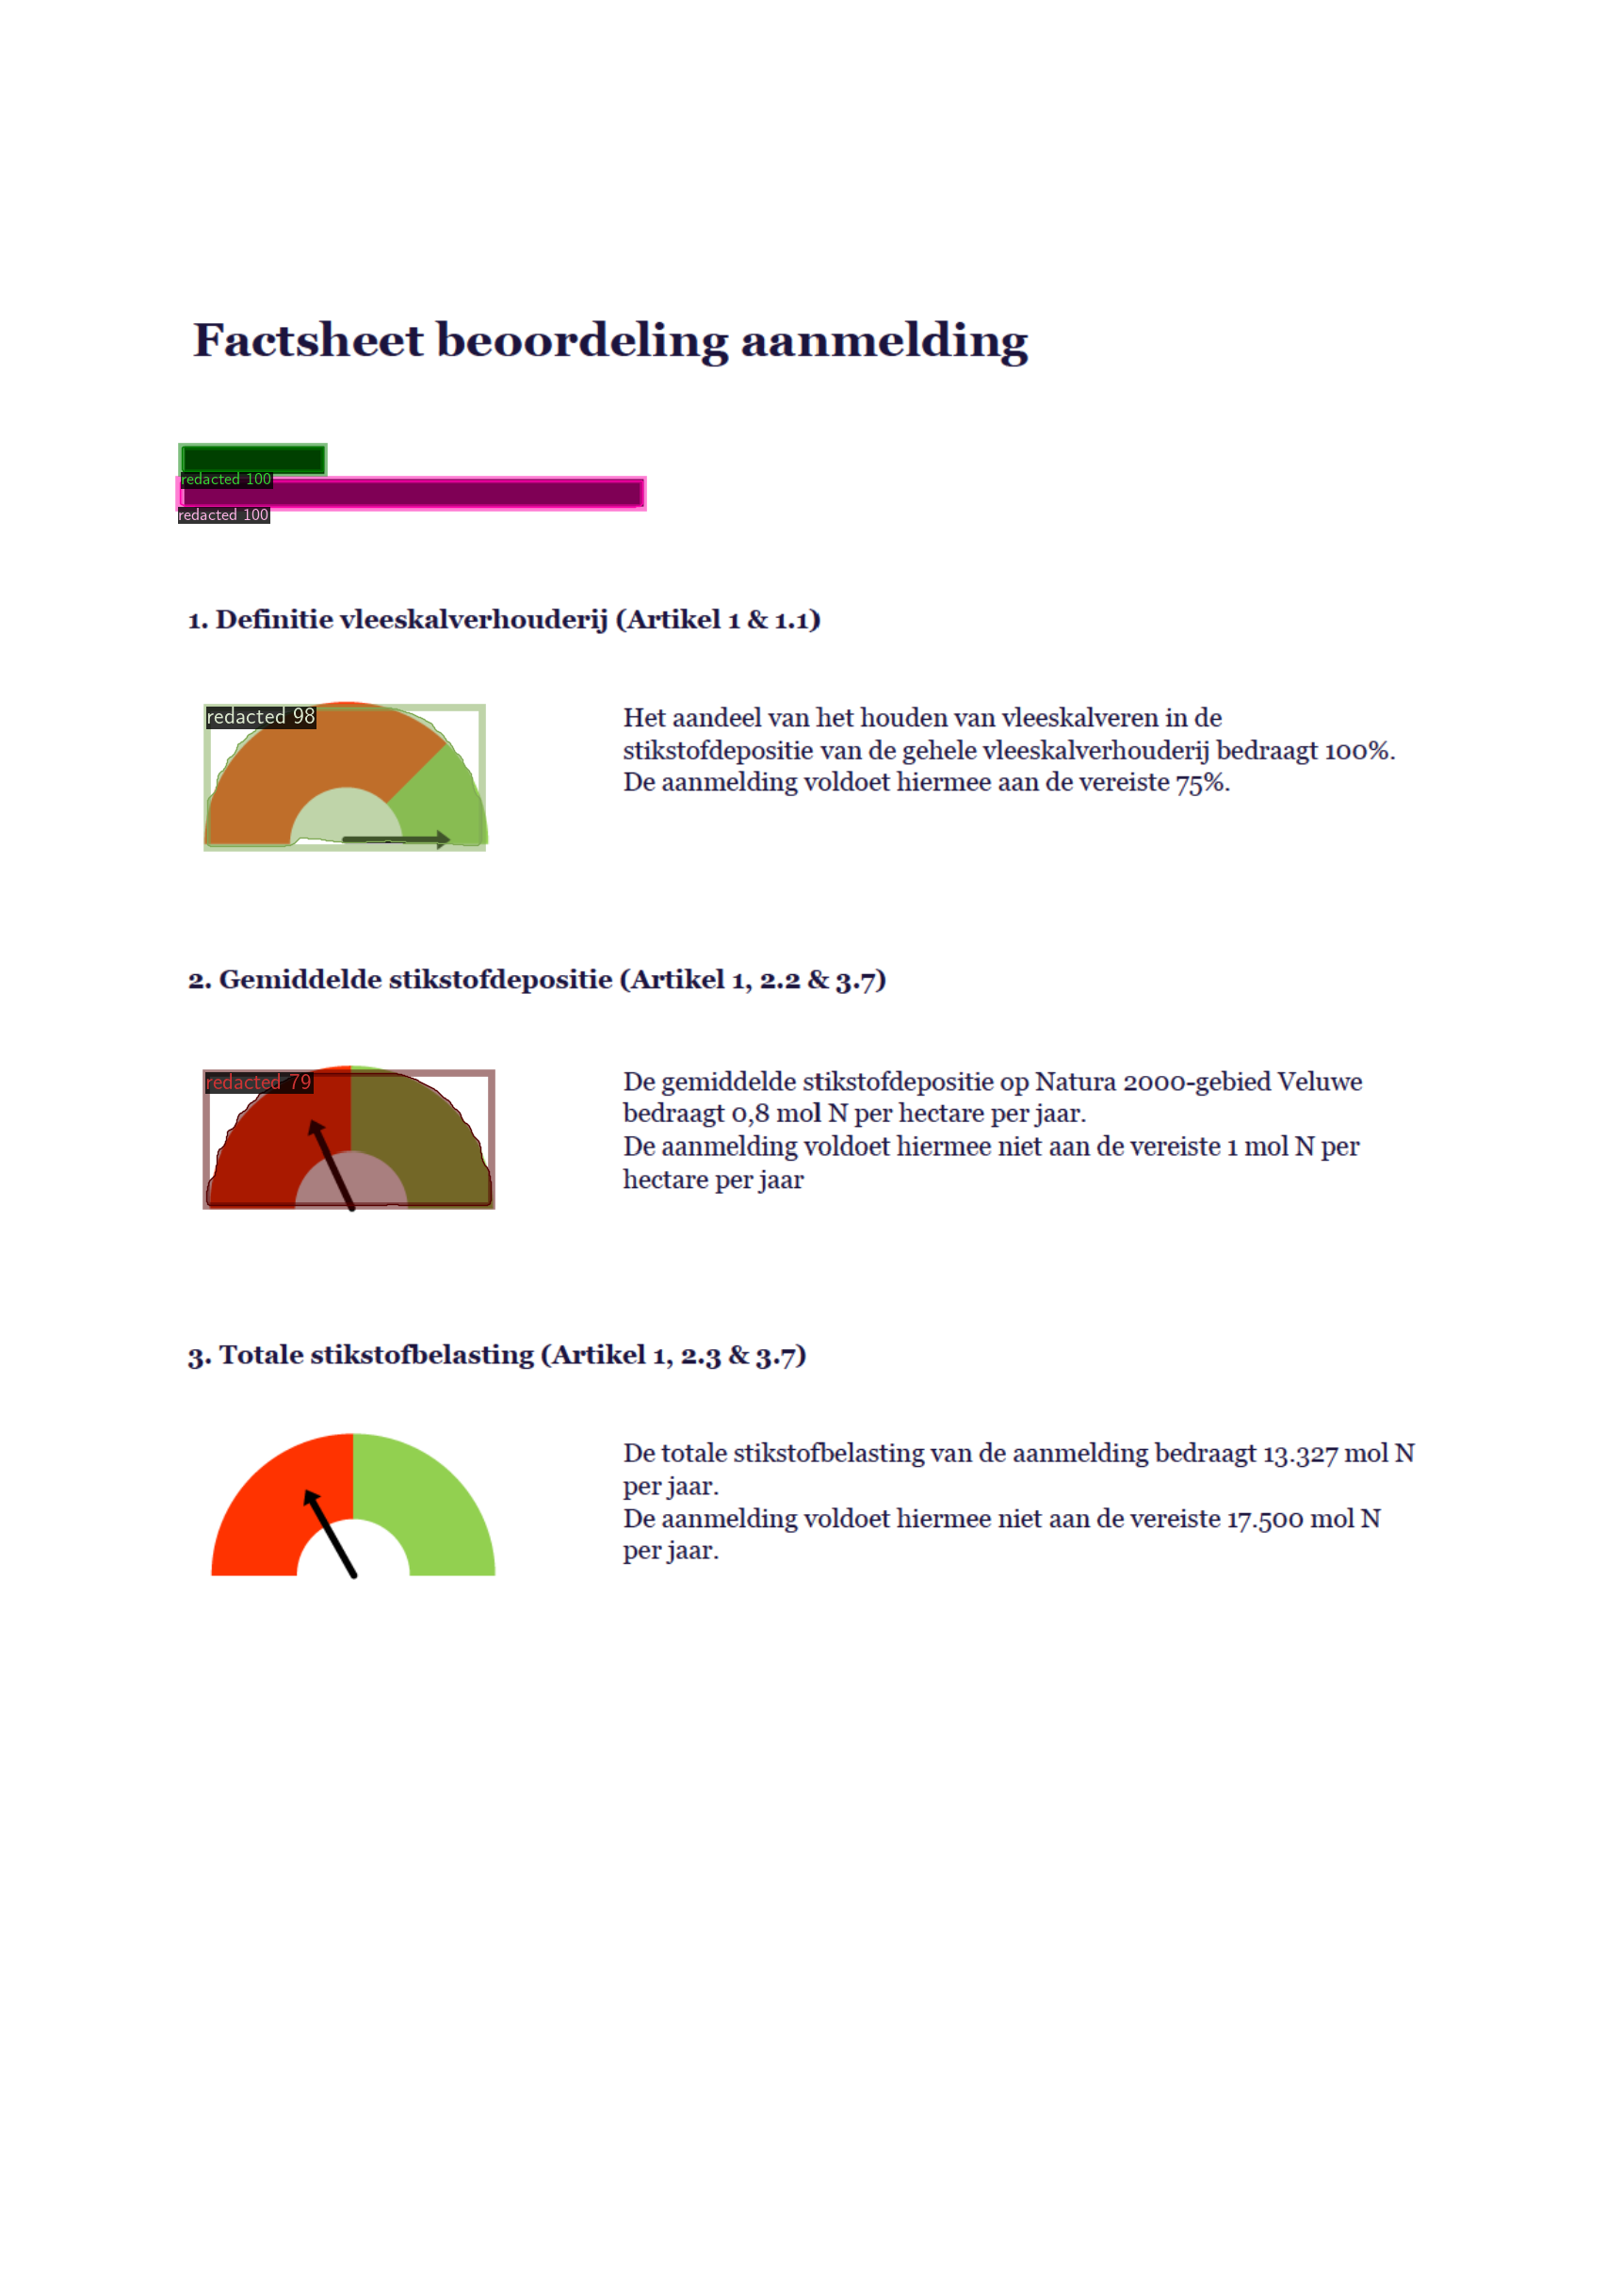 Factsheet beoordeling aanmelding
redacted 100
redacted 100
1. Definitie vleeskalverhouderij (Artikel 1 & 1.1)
redacted 98
Het aandeel van het houden van vleeskalveren in de
stikstofdepositie van de gehele vleeskalverhouderij bedraagt 100%.
De aanmelding voldoet hiermee aan de vereiste 75%.
2. Gemiddelde stikstofdepositie (Artikel 1, 2.2 & 3.7)
redacted 79
De gemiddelde stikstofdepositie op Natura 2000-gebied Veluwe
bedraagt 0,8 mol N per hectare per jaar.
De aanmelding voldoet hiermee niet aan de vereiste 1 mol N per
hectare per jaar
3. Totale stikstofbelasting (Artikel 1, 2.3 & 3.7)
De totale stikstofbelasting van de aanmelding bedraagt 13.327 mol N
per jaar.
De aanmelding voldoet hiermee niet aan de vereiste 17.500 mol N
per jaar.